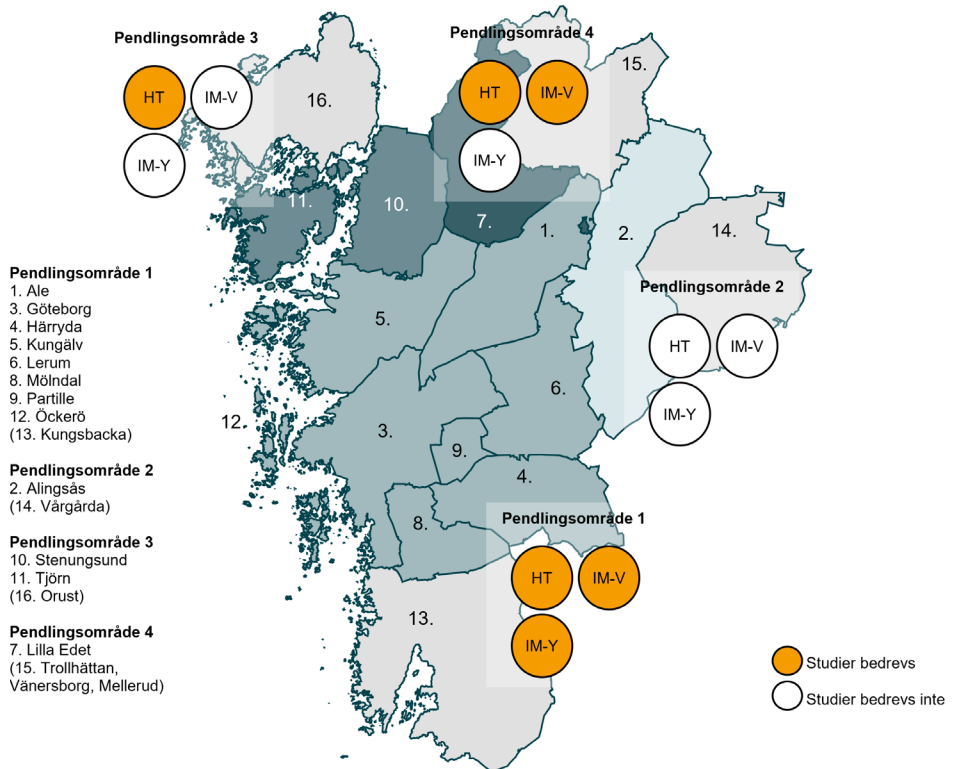 Pendlingsområde 3
HT
IM-V
IM-Y
16.
Pendlingsområde 4
HT
IM-V
IM-Y
15.
11.
10.
7.
1.
2.
14.
Pendlingsområde 2
HT
IM-V
IM-Y
5.
6.
12.
3.
9.
4.
8.
Pendlingsområde 1
HT
IM-V
IM-Y
13.
Pendlingsområde 1
1. Ale
3. Göteborg
4. Härryda
5. Kungälv
6. Lerum
8. Mölndal
9. Partille
12. Öckerö
(13. Kungsbacka)
Pendlingsområde 2
2. Alingsås
(14. Vårgårda)
Pendlingsområde 3
10. Stenungsund
11. Tjörn
(16. Orust)
Pendlingsområde 4
7. Lilla Edet
(15. Trollhättan,
Vänersborg, Mellerud)
Studier bedrevs
Studier bedrevs inte